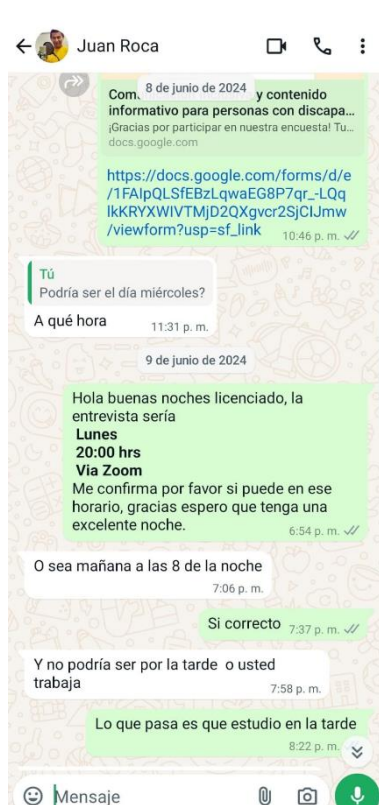 Juan Roca
8 de junio de 2024
Com. y contenido
informativo para personas con discapa...
¡Gracias por participar en nuestra encuesta! Tu...
docs.google.com
https://docs.google.com/forms/d/e
/1FAIpQLSfEBzLqwaEG8P7qr_-LQq
lkKRYXWIVTMjD2QXgvcr2SjCIJmw
/viewform?usp=sf_link
10:46 p. m.
Tú
Podría ser el día miércoles?
A qué hora
11:31 p. m.
9 de junio de 2024
Hola buenas noches licenciado, la
entrevista sería
Lunes
20:00 hrs
Via Zoom
Me confirma por favor si puede en ese
horario, gracias espero que tenga una
excelente noche.
6:54 p. m.
O sea mañana a las 8 de la noche
7:06 p. m.
Si correcto
7:37 p. m.
Y no podría ser por la tarde o usted
trabaja
7:58 p. m.
Lo que pasa es que estudio en la tarde
8:22 p. m.
Mensaje